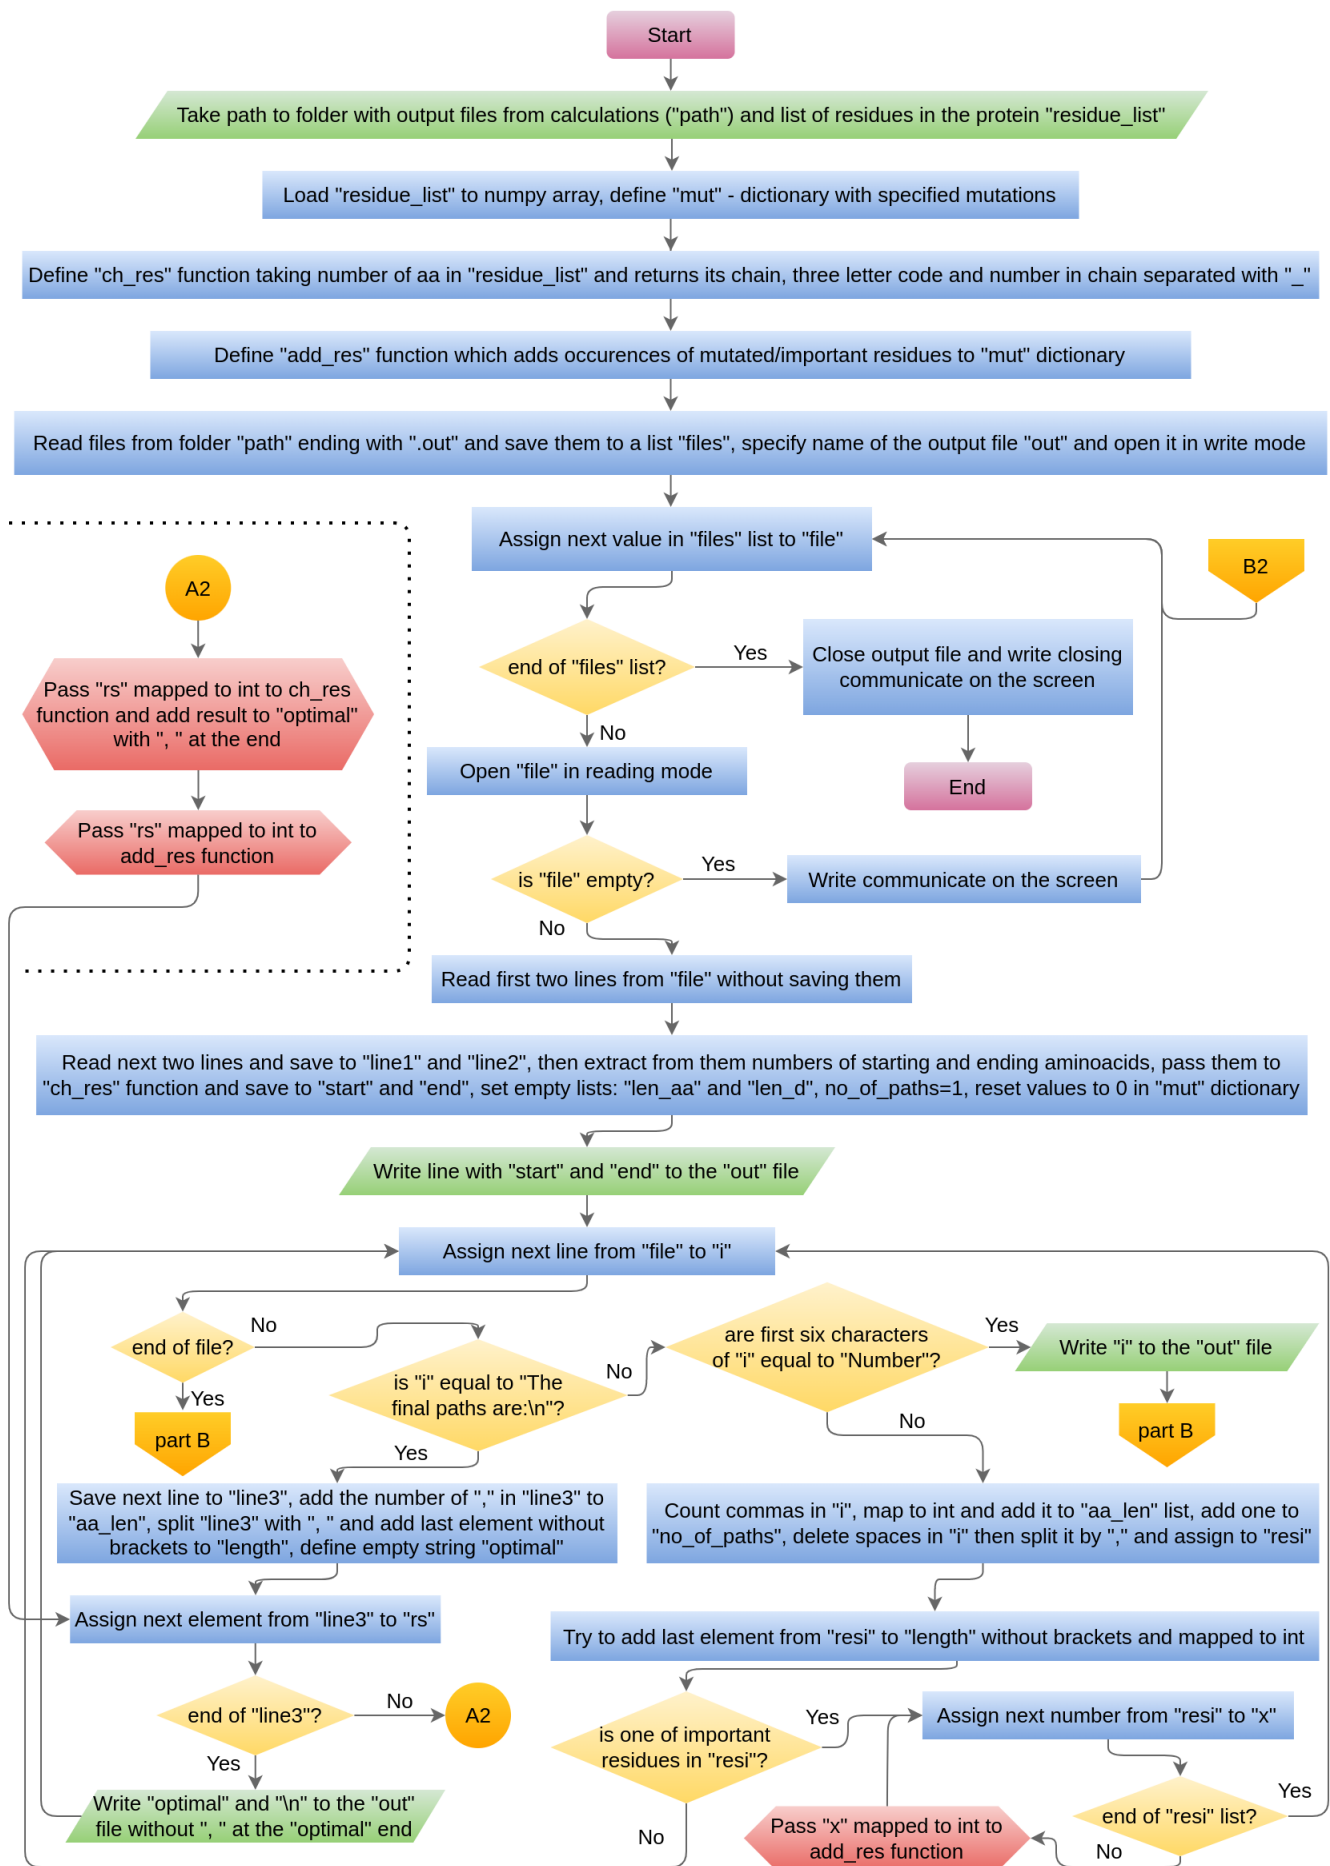 Start
Take path to folder with output files from calculations ("path") and list of residues in the protein "residue_list"
Load "residue_list" to numpy array, define "mut" - dictionary with specified mutations
Define "ch_res" function taking number of aa in "residue_list" and returns its chain, three letter code and number in chain separated with "_"
Define "add_res" function which adds occurences of mutated/important residues to "mut" dictionary
Read files from folder "path" ending with ".out" and save them to a list "files", specify name of the output file "out" and open it in write mode
Assign next value in "files" list to "file"
B2
A2
end of "files" list?
Yes
Close output file and write closing
communicate on the screen
No
Pass "rs" mapped to int to ch_res
function and add result to "optimal"
with ", " at the end
Open "file" in reading mode
End
Pass "rs" mapped to int to
add_res function
is "file" empty?
Yes
Write communicate on the screen
No
Read first two lines from "file" without saving them
Read next two lines and save to "line1" and "line2", then extract from them numbers of starting and ending aminoacids, pass them to
"ch_res" function and save to "start" and "end", set empty lists: "len_aa" and "len_d", no_of_paths=1, reset values to 0 in "mut" dictionary
Write line with "start" and "end" to the "out" file
Assign next line from "file" to "i"
end of file?
No
Yes
part B
is "i" equal to "The
final paths are:\n"?
No
Yes
are first six characters
of "i" equal to "Number"?
Yes
Write "i" to the "out" file
part B
No
Save next line to "line3", add the number of "," in "line3" to
"aa_len", split "line3" with ", " and add last element without
brackets to "length", define empty string "optimal"
Count commas in "i", map to int and add it to "aa_len" list, add one to
"no_of_paths", delete spaces in "i" then split it by "," and assign to "resi"
Assign next element from "line3" to "rs"
Try to add last element from "resi" to "length" without brackets and mapped to int
end of "line3"?
No
A2
Yes
Write "optimal" and "\n" to the "out"
file without ", " at the "optimal" end
is one of important
residues in "resi"?
Yes
Assign next number from "resi" to "x"
No
end of "resi" list?
Yes
No
Pass "x" mapped to int to
add_res function